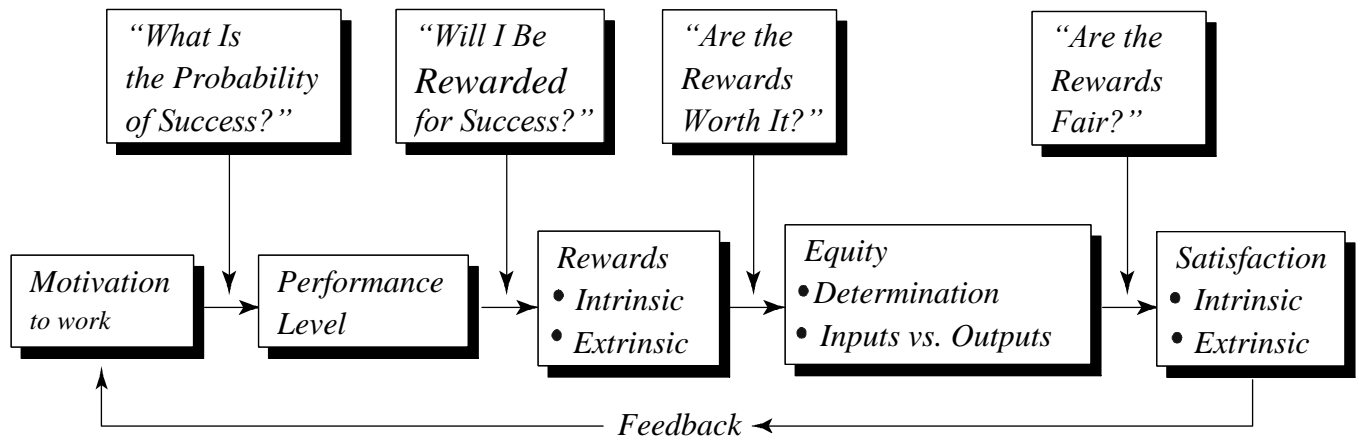 “What Is
the Probability
of Success?”
“Will I Be
Rewarded
for Success?”
“Are the
Rewards
Worth It?”
“Are the
Rewards
Fair?”
Motivation
to work
Performance
Level
Rewards
• Intrinsic
• Extrinsic
Equity
• Determination
• Inputs vs. Outputs
Satisfaction
• Intrinsic
• Extrinsic
Feedback